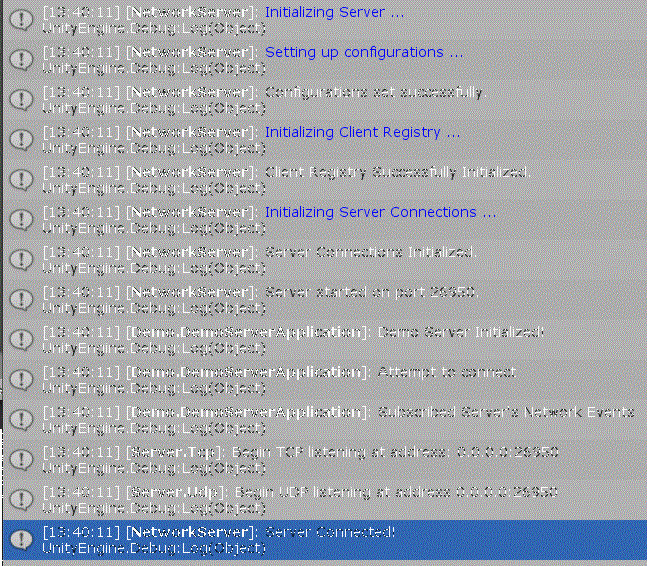 [13:40:11] [NetworkServer]: Initializing Server ...
UnityEngine.Debug:Log(Object)
[13:40:11] [NetworkServer]: Setting up configurations ...
UnityEngine.Debug:Log(Object)
[13:40:11] [NetworkServer]: Configurations set successfully.
UnityEngine.Debug:Log(Object)
[13:40:11] [NetworkServer]: Initializing Client Registry ...
UnityEngine.Debug:Log(Object)
[13:40:11] [NetworkServer]: Client Registry Successfully Initialized.
UnityEngine.Debug:Log(Object)
[13:40:11] [NetworkServer]: Initializing Server Connections ...
UnityEngine.Debug:Log(Object)
[13:40:11] [NetworkServer]: Server Connections Initialized.
UnityEngine.Debug:Log(Object)
[13:40:11] [NetworkServer]: Server started on port 26950.
UnityEngine.Debug:Log(Object)
[13:40:11] [Demo.DemoServerApplication]: Demo Server Initialized!
UnityEngine.Debug:Log(Object)
[13:40:11] [Demo.DemoServerApplication]: Attempt to connect
UnityEngine.Debug:Log(Object)
[13:40:11] [Demo.DemoServerApplication]: Subscribed Server's Network Events
UnityEngine.Debug:Log(Object)
[13:40:11] [Server.Tcp]: Begin TCP listening at address: 0.0.0.0:26950
UnityEngine.Debug:Log(Object)
[13:40:11] [Server.Udp]: Begin UDP listening at address 0.0.0.0:26950
UnityEngine.Debug:Log(Object)
[13:40:11] [NetworkServer]: Server Connected!
UnityEngine.Debug:Log(Object)